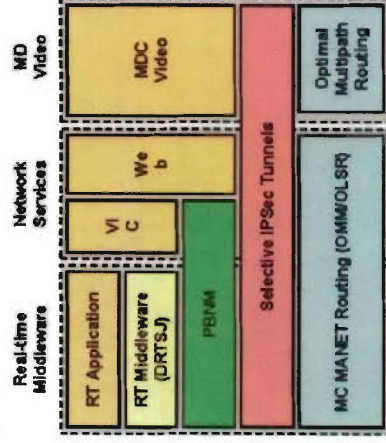 Real-time
Middleware
Network
Services
MD
Video
RT Application
RT Middleware
(DRTSJ)
VI
C
We
b
MDC
Video
PBNM
Selective IPSec Tunnels
MC MANET Routing (OMM/OLSR)
Optimal
Multipath
Routing